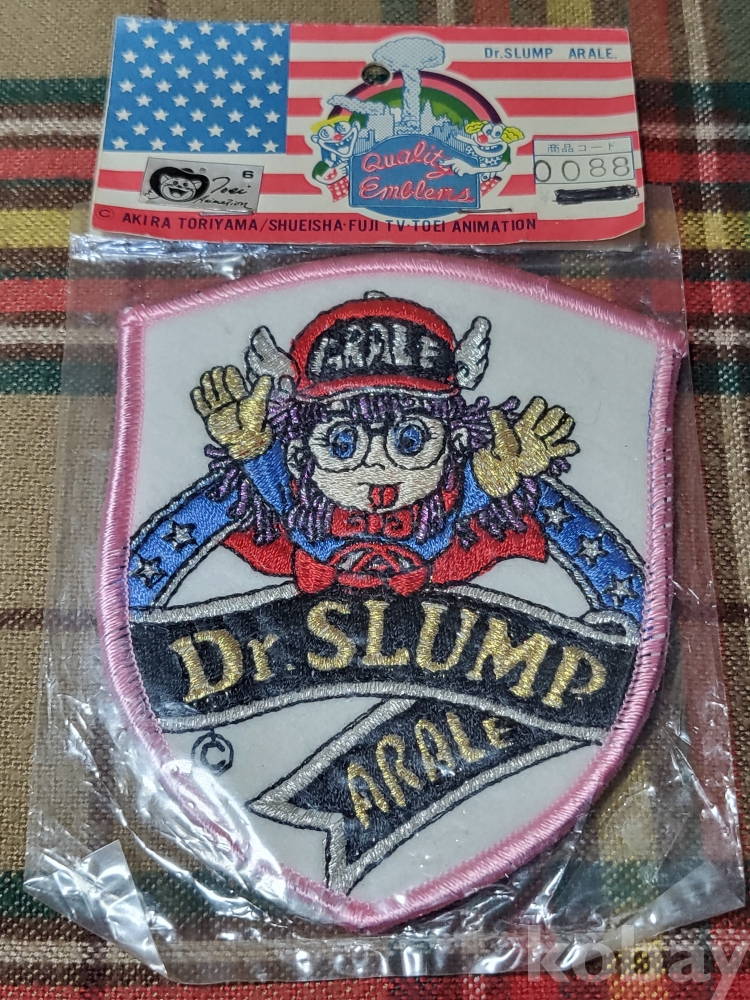 Dr.SLUMP ARALE.
商品コード
0088
Quality
Emblems
6
Toei
Animation
© AKIRA TORIYAMA/SHUEISHA·FUJI TV·TOEI ANIMATION
ARALE
Dr. SLUMP
©
ARALE
kobay